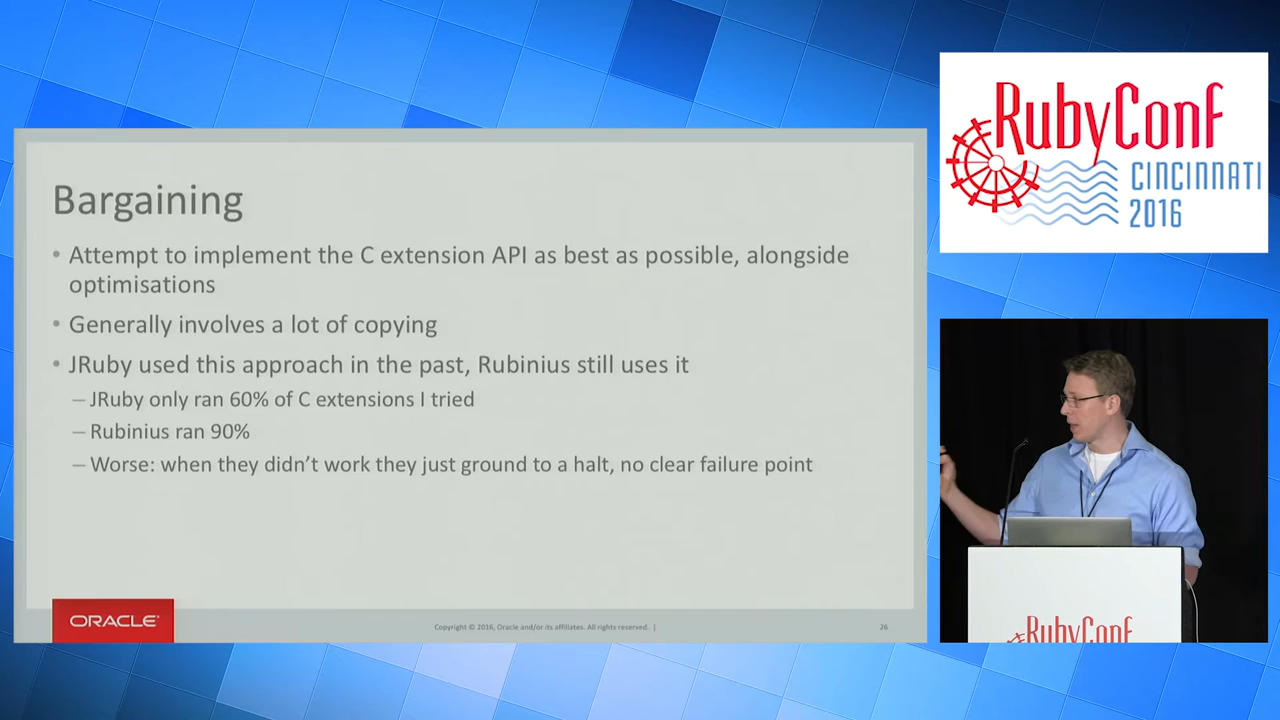 Bargaining
• Attempt to implement the C extension API as best as possible, alongside
optimisations
• Generally involves a lot of copying
• JRuby used this approach in the past, Rubinius still uses it
– JRuby only ran 60% of C extensions I tried
– Rubinius ran 90%
– Worse: when they didn't work they just ground to a halt, no clear failure point
ORACLE®
Copyright © 2016, Oracle and/or its affiliates. All rights reserved. |
26
RubyConf
CINCINNATI
2016
RubyConf